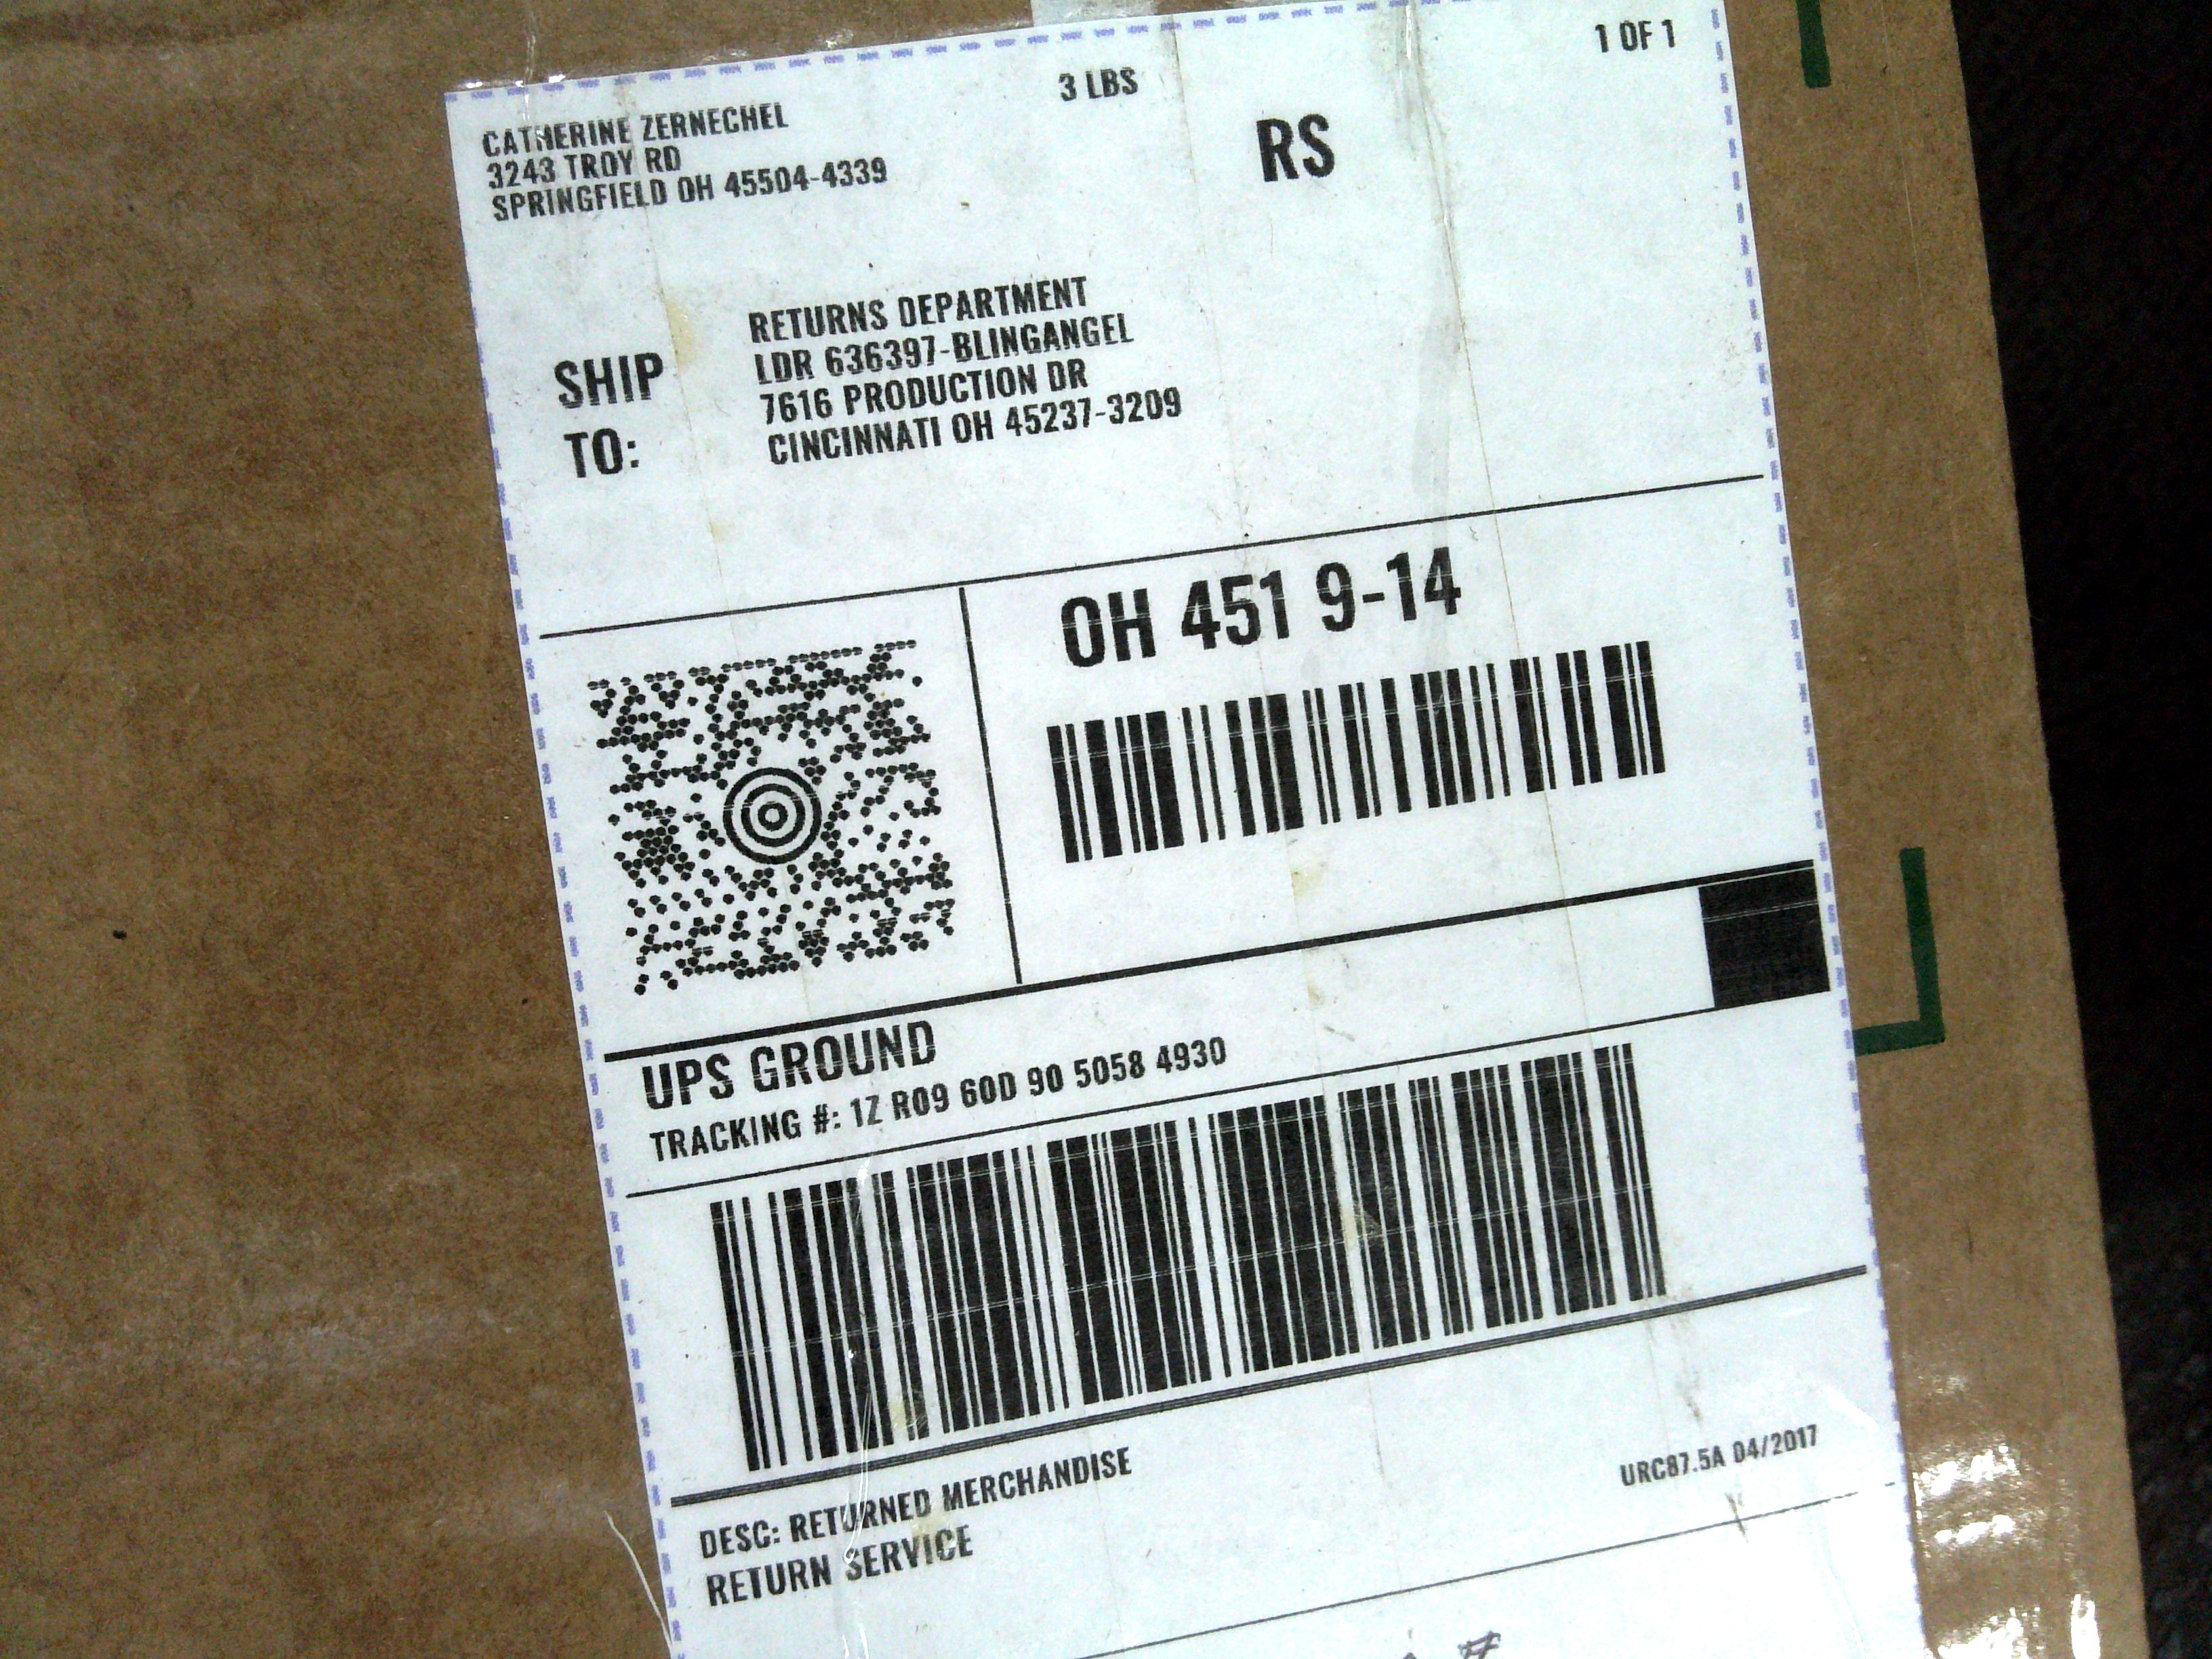 1 OF 1
3 LBS
RS
CATHERINE ZERNECHEL
3243 TROY RD
SPRINGFIELD OH 45504-4339
SHIP
TO:
RETURNS DEPARTMENT
LDR 636397-BLINGANGEL
7616 PRODUCTION DR
CINCINNATI OH 45237-3209
OH 451 9-14
UPS GROUND
TRACKING #: 1Z R09 60D 90 5058 4930
DESC: RETURNED MERCHANDISE
RETURN SERVICE
URC87.5A 04/2017